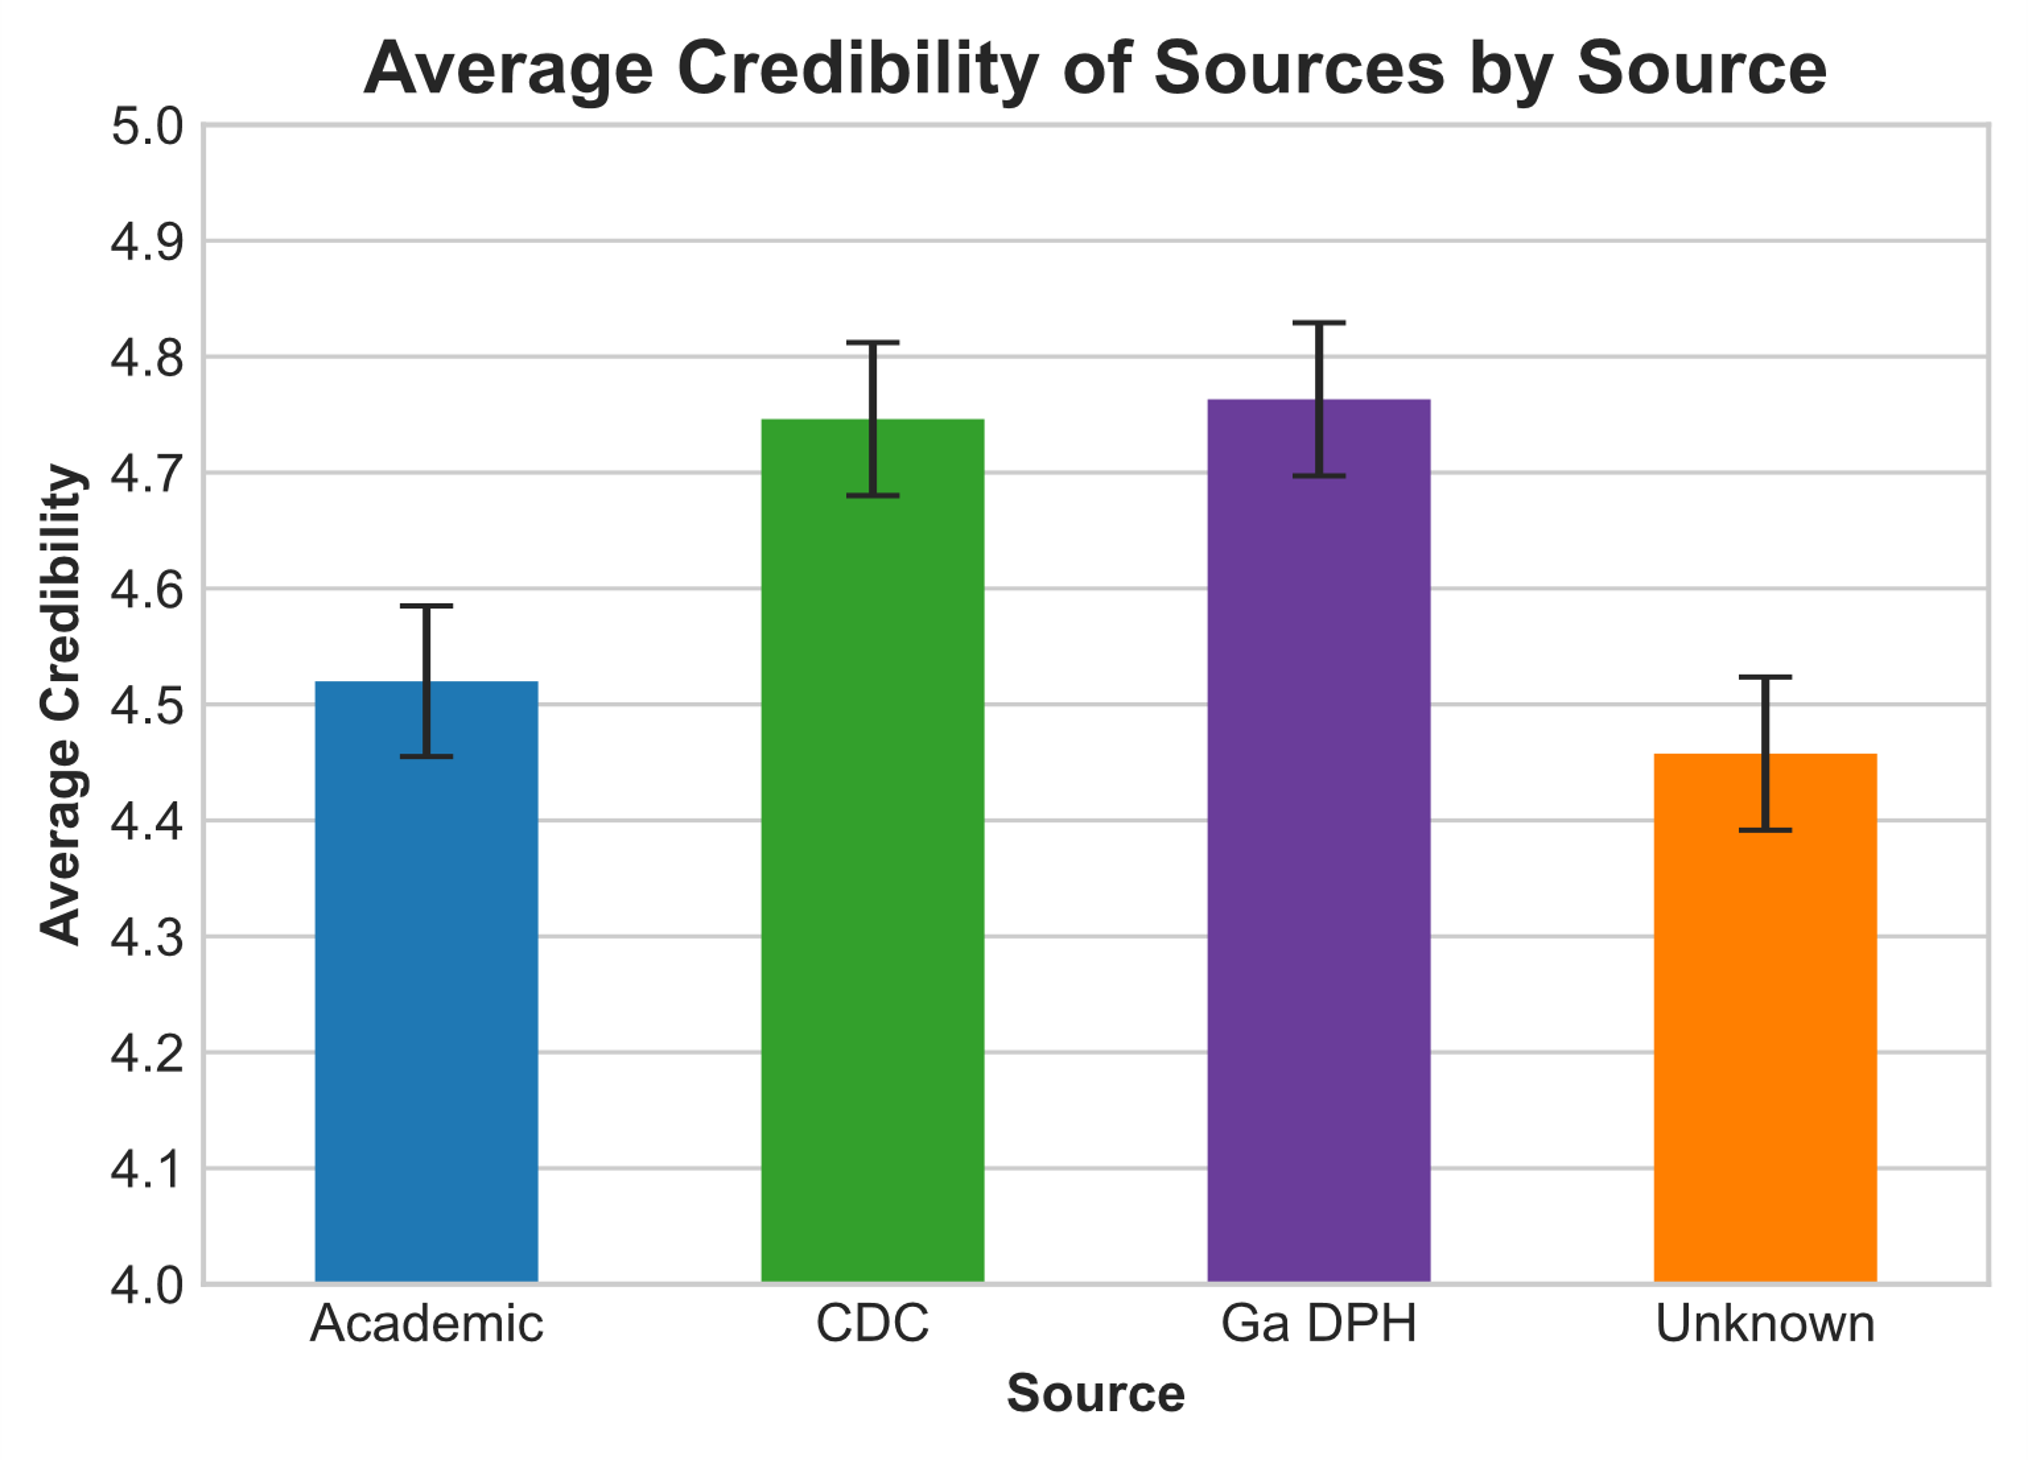 Average Credibility of Sources by Source
5.0
4.9
4.8
4.7
4.6
4.5
4.4
4.3
4.2
4.1
4.0
Average Credibility
Academic
CDC
Ga DPH
Unknown
Source